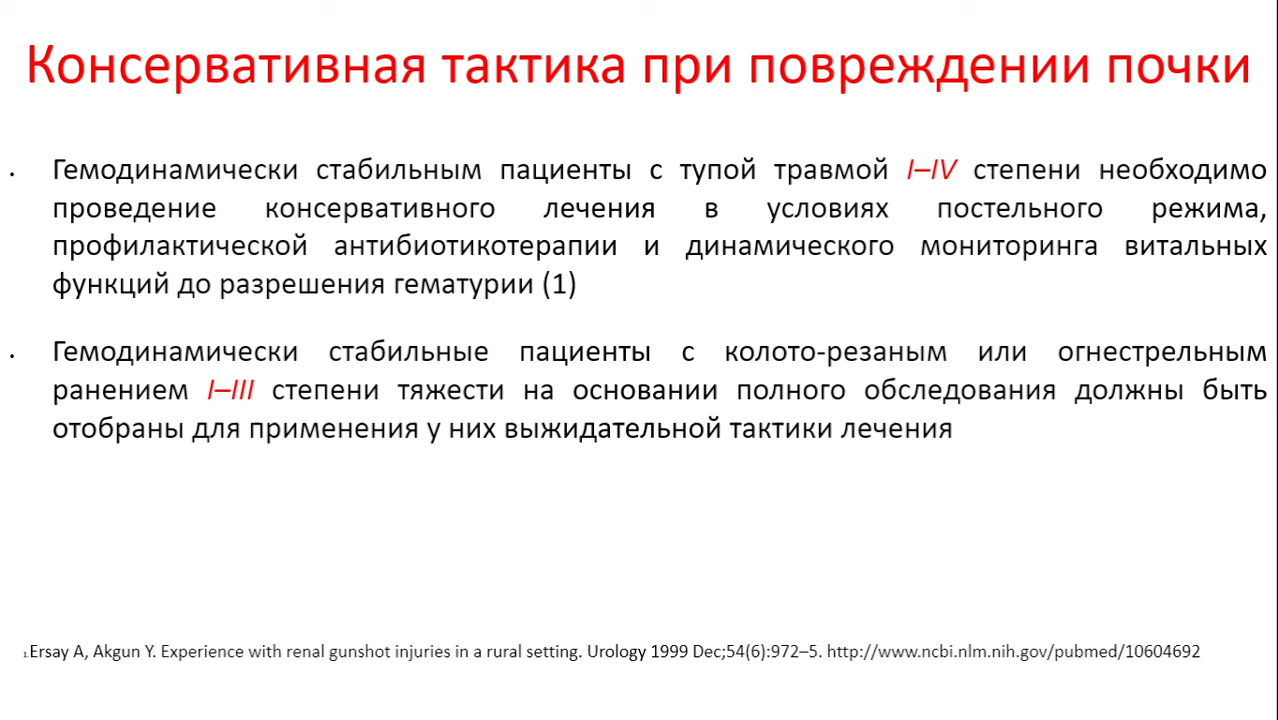 Консервативная тактика при повреждении почки
• Гемодинамически стабильным пациенты с тупой травмой I–IV степени необходимо
проведение консервативного лечения в условиях постельного режима,
профилактической антибиотикотерапии и динамического мониторинга витальных
функций до разрешения гематурии (1)
• Гемодинамически стабильные пациенты с колото-резаным или огнестрельным
ранением I–III степени тяжести на основании полного обследования должны быть
отобраны для применения у них выжидательной тактики лечения
1.Ersay A, Akgun Y. Experience with renal gunshot injuries in a rural setting. Urology 1999 Dec;54(6):972–5. http://www.ncbi.nlm.nih.gov/pubmed/10604692